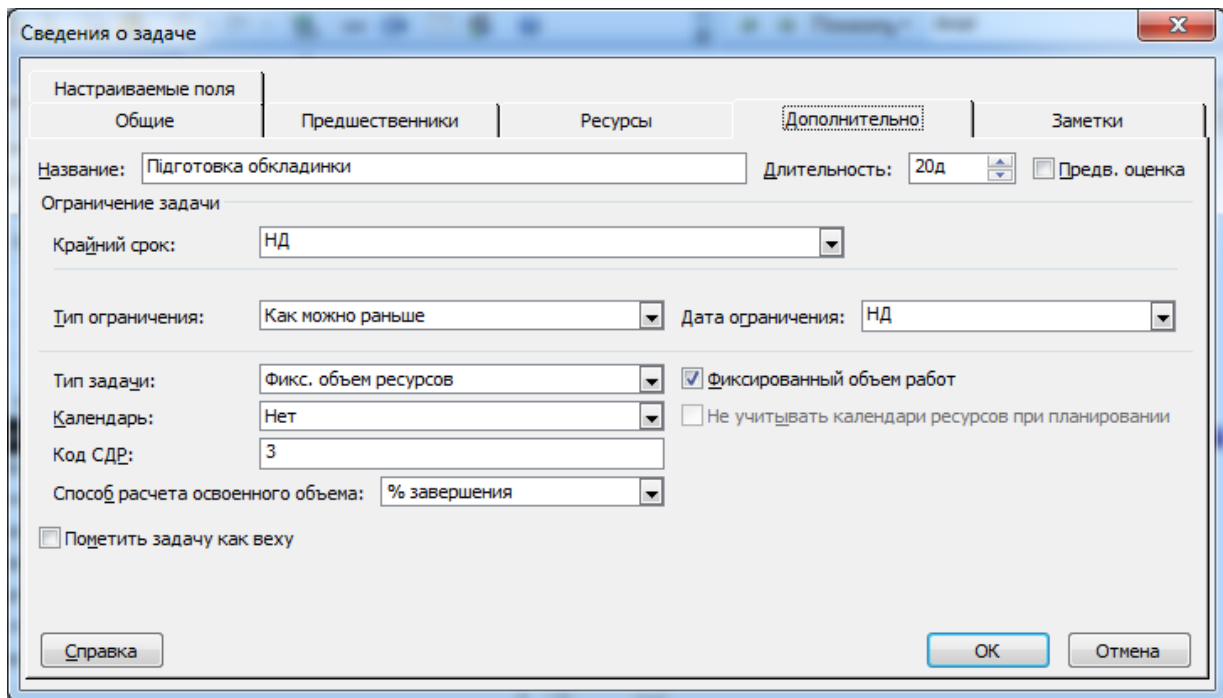 Сведения о задаче
Настраиваемые поля
Общие Предшественники Ресурсы Дополнительно Заметки
Название: Підготовка обкладинки Длительность: 20д Предв. оценка
Ограничение задачи
Крайний срок: НД
Тип ограничения: Как можно раньше Дата ограничения: НД
Тип задачи: Фикс. объем ресурсов Фиксированный объем работ
Календарь: Нет Не учитывать календари ресурсов при планировании
Код СДР: 3
Способ расчета освоенного объема: % завершения
Пометить задачу как веху
Справка ОК Отмена